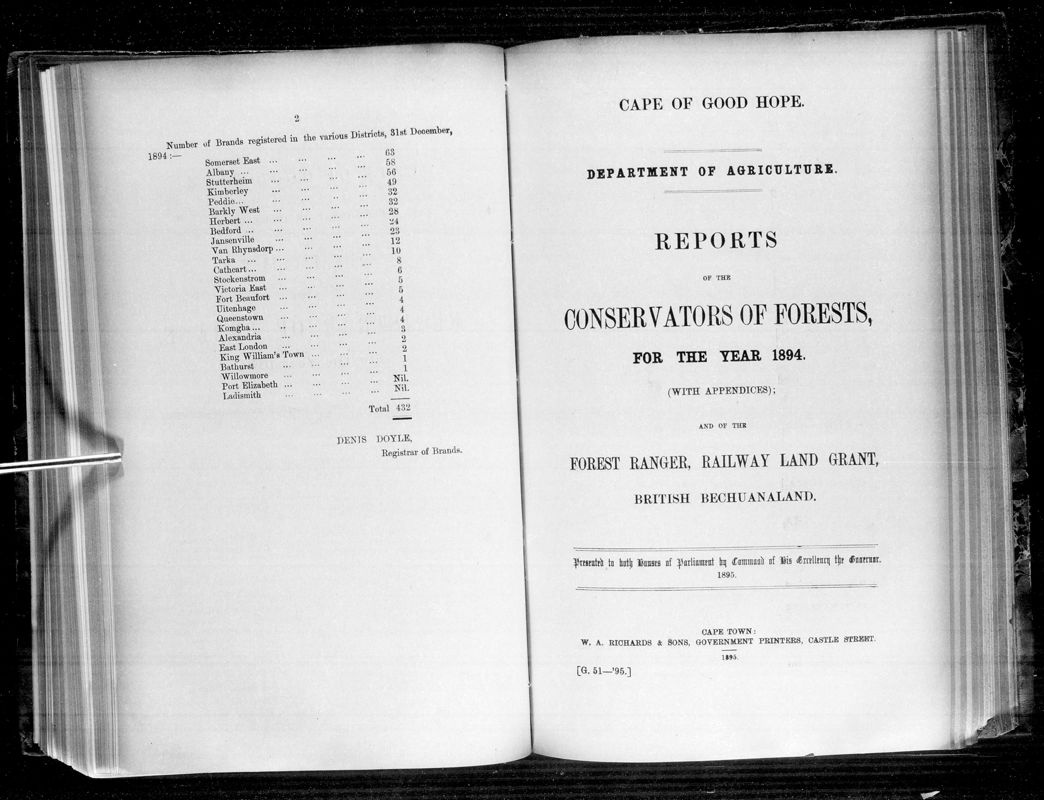 2
Number of Brands registered in the various Districts, 31st December,
1894 :—
Somerset East ... ... ... ... 63
Albany ... ... ... ... 58
Stutterheim ... ... ... ... 56
Kimberley ... ... ... ... 49
Peddie... ... ... ... 32
Barkly West ... ... ... ... 32
Herbert ... ... ... ... 28
Bedford ... ... ... ... 24
Jansenville ... ... ... ... 23
Van Rhynsdorp ... ... ... ... 12
Tarka ... ... ... ... 10
Cathcart ... ... ... ... 8
Stockenstrom ... ... ... ... 6
Victoria East ... ... ... ... 5
Fort Beaufort ... ... ... ... 5
Uitenhage ... ... ... ... 4
Queenstown ... ... ... ... 4
Komgha ... ... ... ... 4
Alexandria ... ... ... ... 3
East London ... ... ... ... 2
King William's Town ... ... ... 2
Bathurst ... ... ... ... 1
Willowmore ... ... ... ... 1
Port Elizabeth ... ... ... ... Nil.
Ladismith ... ... ... ... Nil.
Total 432
DENIS DOYLE,
Registrar of Brands.
CAPE OF GOOD HOPE.
DEPARTMENT OF AGRICULTURE.
REPORTS
OF THE
CONSERVATORS OF FORESTS,
FOR THE YEAR 1894.
(WITH APPENDICES);
AND OF THE
FOREST RANGER, RAILWAY LAND GRANT,
BRITISH BECHUANALAND.
Presented to both Houses of Parliament by Command of His Excellency the Governor.
1895.
CAPE TOWN:
W. A. RICHARDS & SONS, GOVERNMENT PRINTERS, CASTLE STREET.
1895.
[G. 51—'95.]